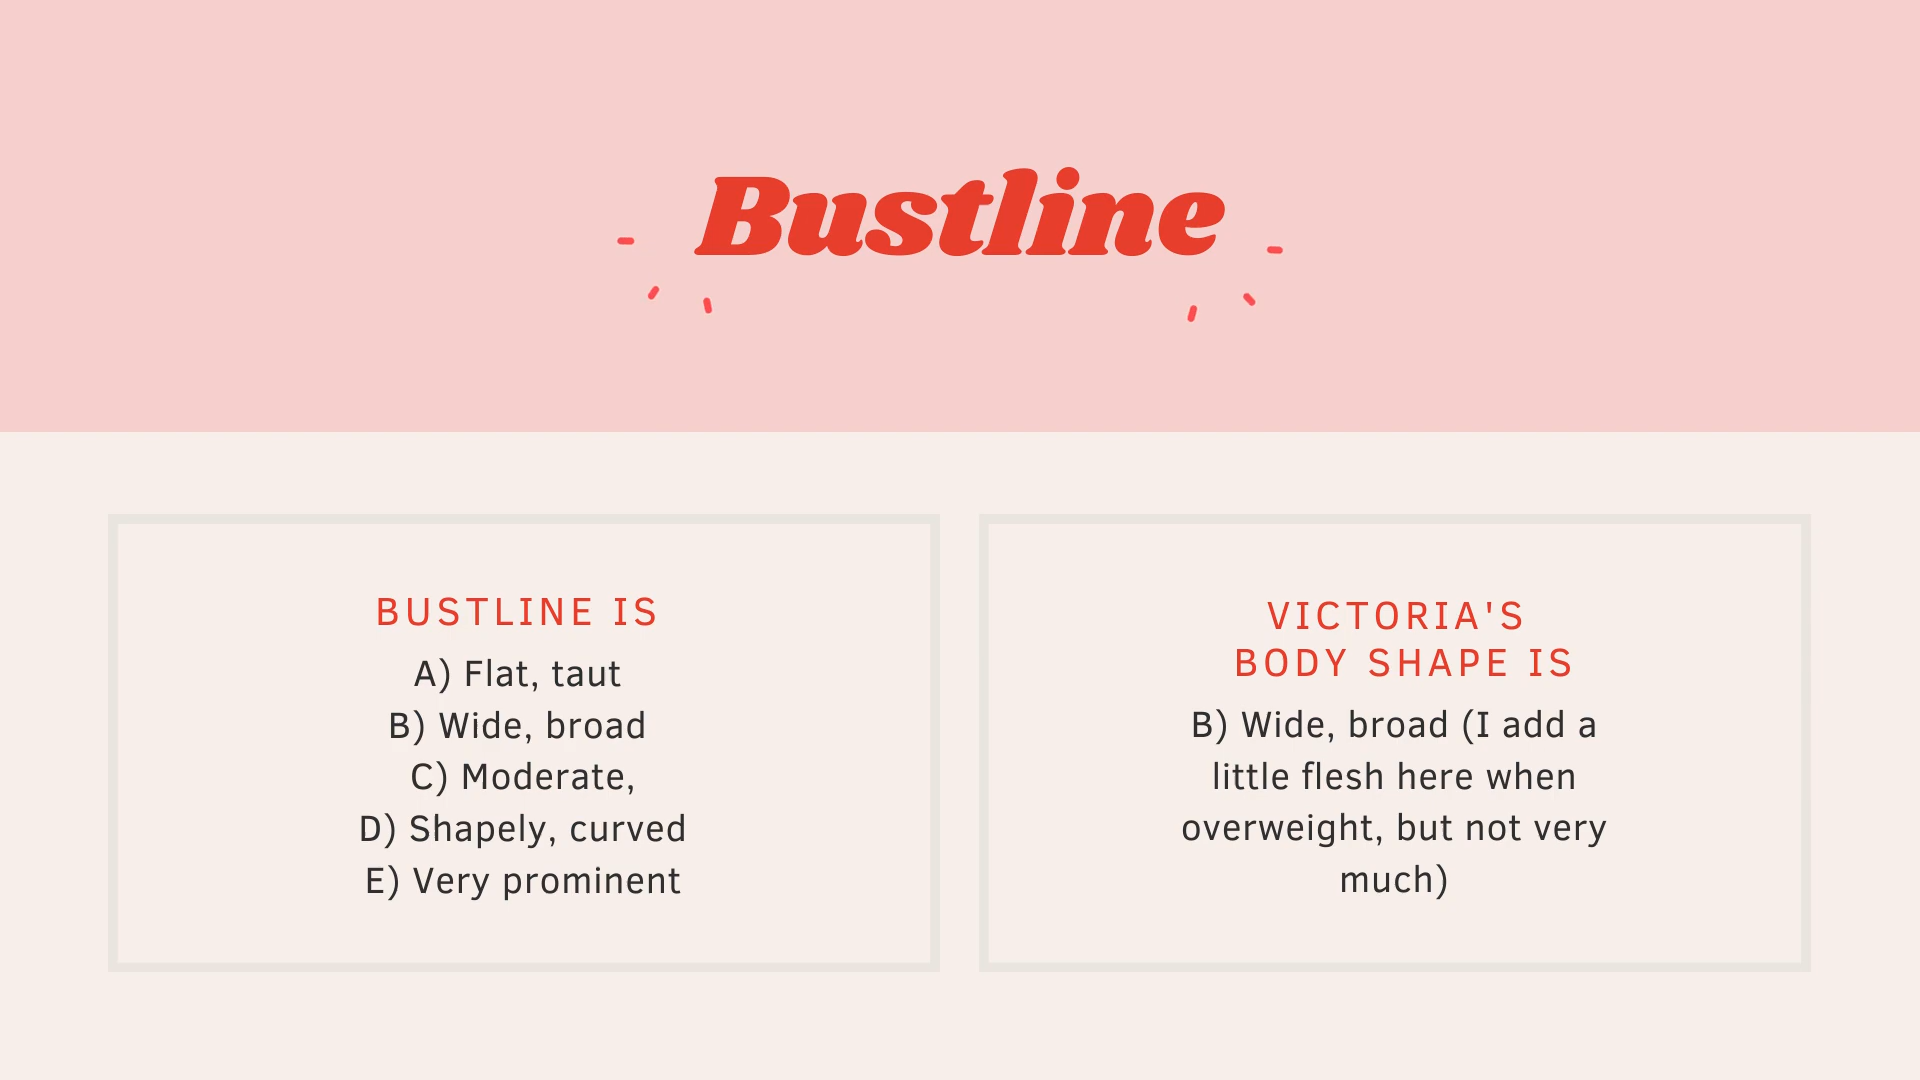 Bustline
BUSTLINE IS
A) Flat, taut
B) Wide, broad
C) Moderate,
D) Shapely, curved
E) Very prominent
VICTORIA'S
BODY SHAPE IS
B) Wide, broad (I add a
little flesh here when
overweight, but not very
much)